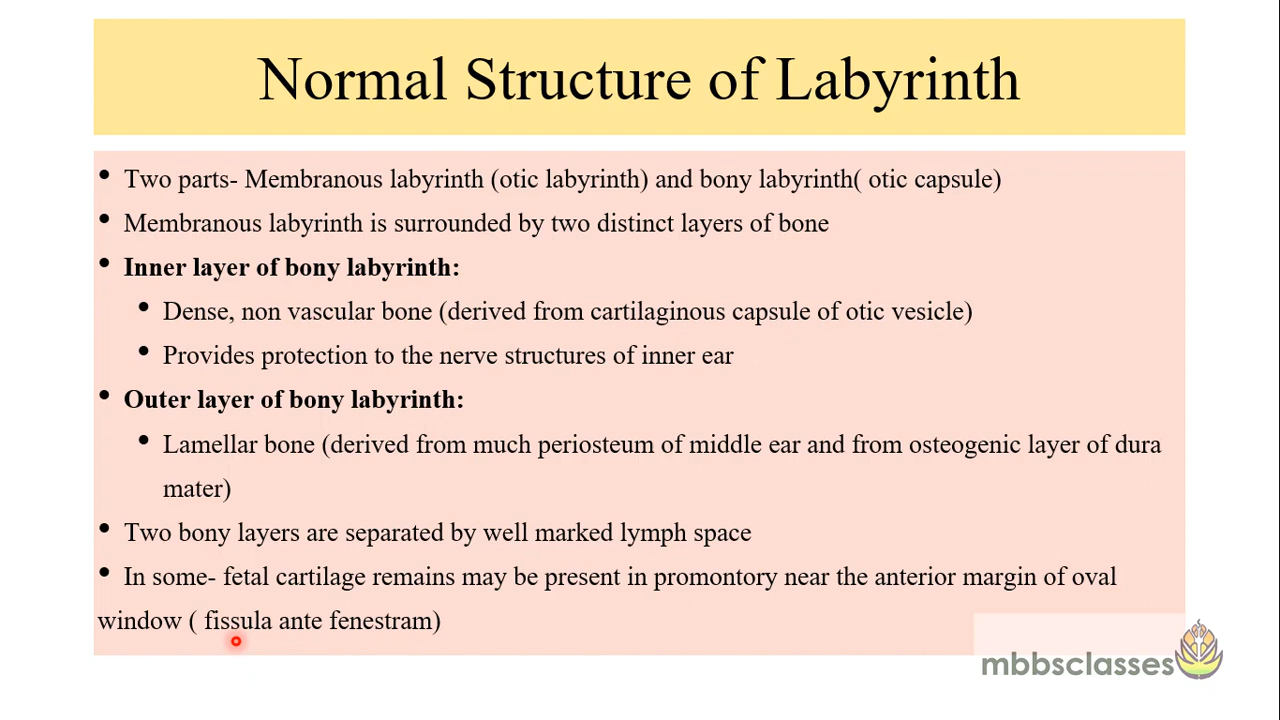 Normal Structure of Labyrinth
• Two parts- Membranous labyrinth (otic labyrinth) and bony labyrinth( otic capsule)
• Membranous labyrinth is surrounded by two distinct layers of bone
• Inner layer of bony labyrinth:
• Dense, non vascular bone (derived from cartilaginous capsule of otic vesicle)
• Provides protection to the nerve structures of inner ear
• Outer layer of bony labyrinth:
• Lamellar bone (derived from much periosteum of middle ear and from osteogenic layer of dura
mater)
• Two bony layers are separated by well marked lymph space
• In some- fetal cartilage remains may be present in promontory near the anterior margin of oval
window ( fissula ante fenestram)
mbbsclasses